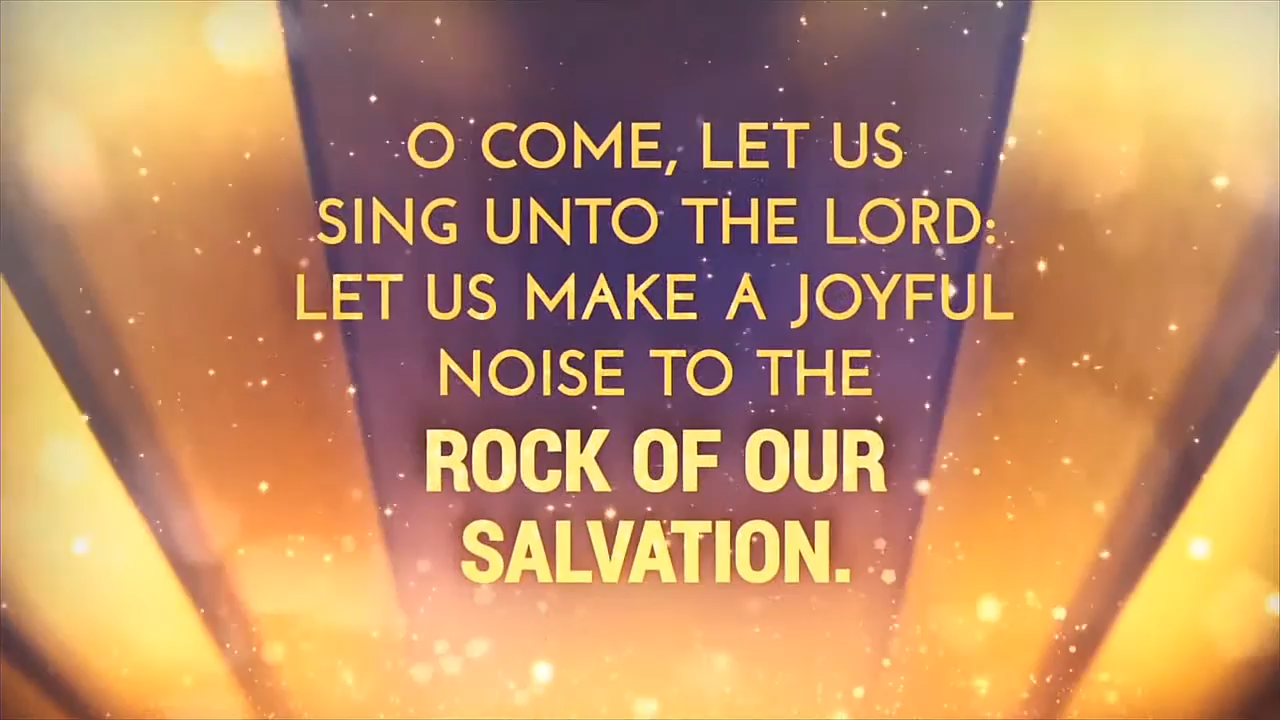 O COME, LET US
SING UNTO THE LORD:
LET US MAKE A JOYFUL
NOISE TO THE
ROCK OF OUR
SALVATION.